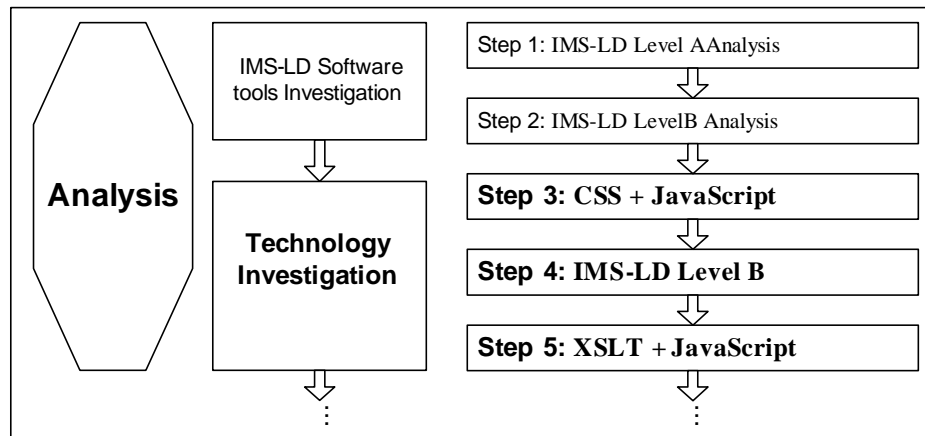 Analysis
IMS-LD Software
tools Investigation
Technology
Investigation
⋮
Step 1: IMS-LD Level AAnalysis
Step 2: IMS-LD LevelB Analysis
Step 3: CSS + JavaScript
Step 4: IMS-LD Level B
Step 5: XSLT + JavaScript
⋮